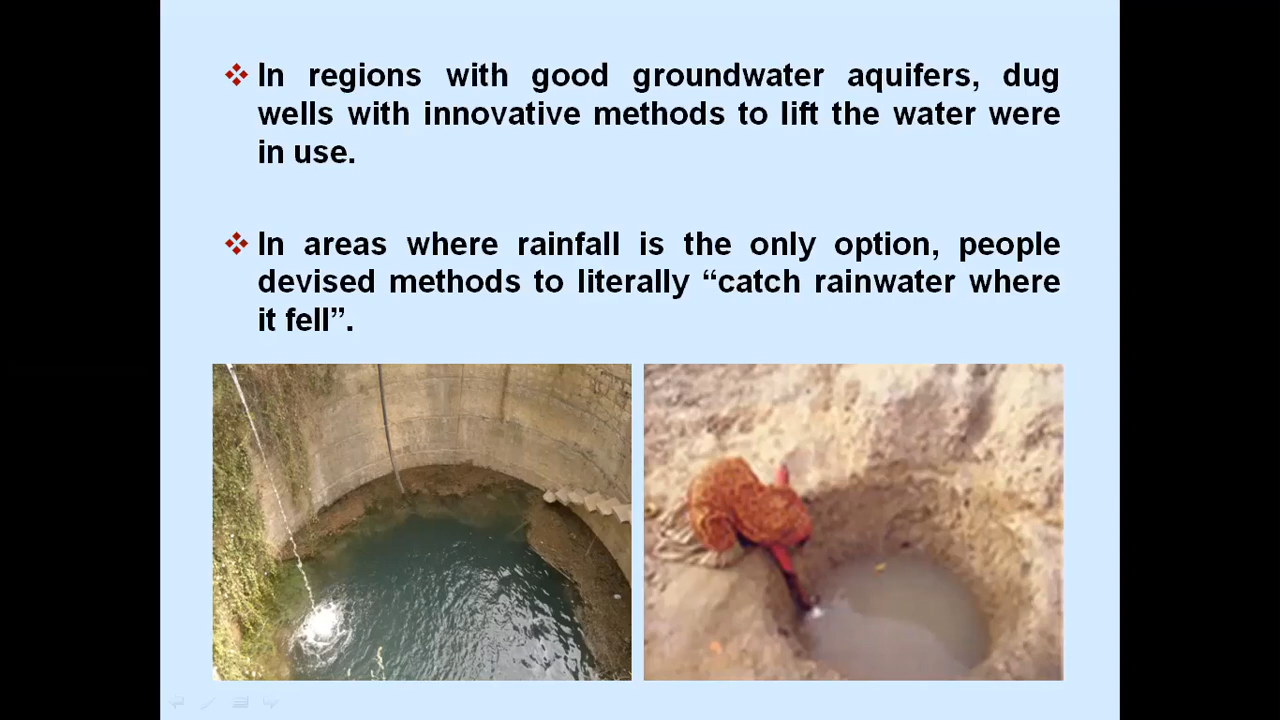 ❖ In regions with good groundwater aquifers, dug
wells with innovative methods to lift the water were
in use.
❖ In areas where rainfall is the only option, people
devised methods to literally “catch rainwater where
it fell”.